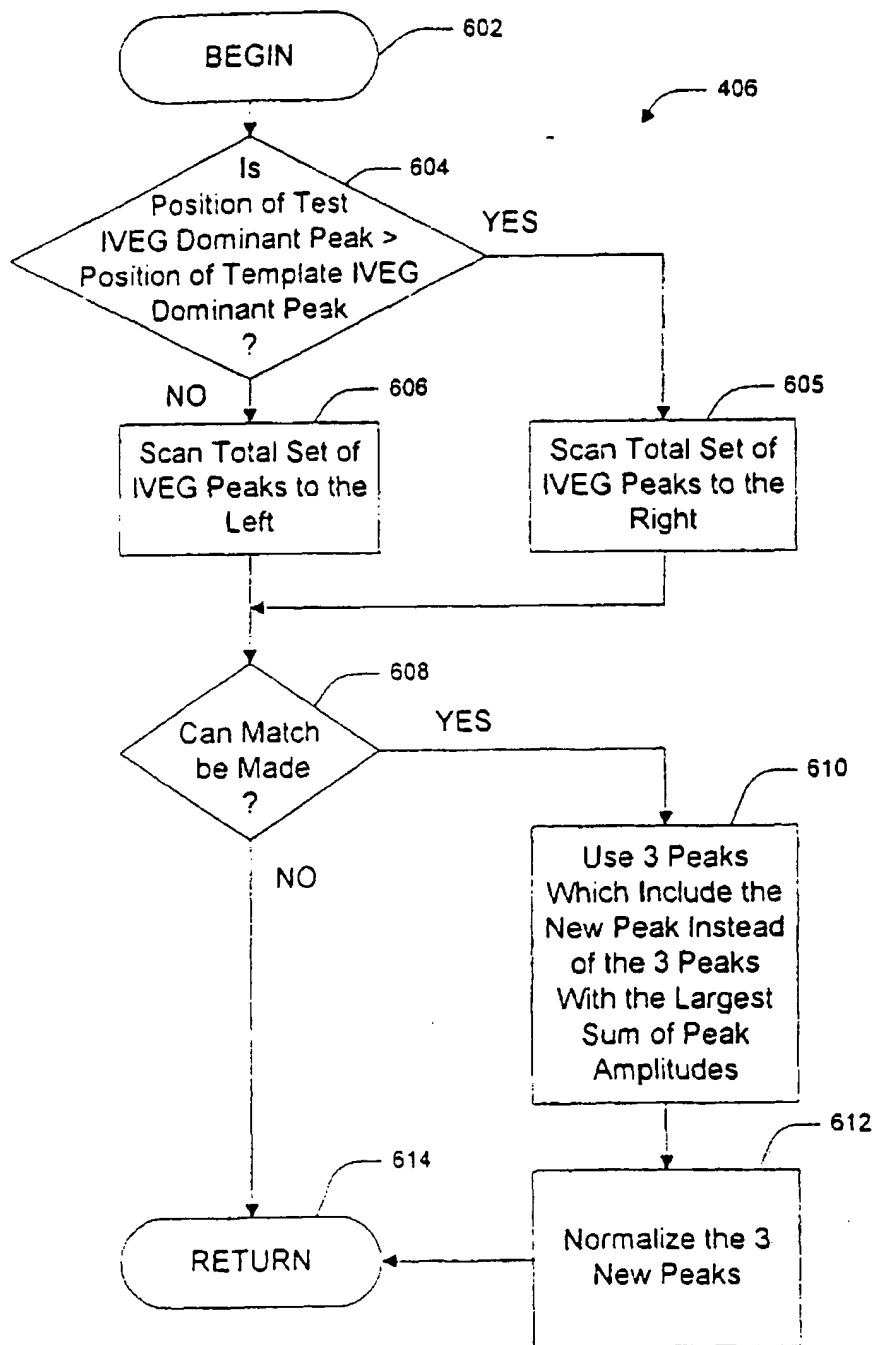 BEGIN
602
406
Is
Position of Test
IVEG Dominant Peak >
Position of Template IVEG
Dominant Peak
?
604
YES
NO
606
Scan Total Set of
IVEG Peaks to the
Left
605
Scan Total Set of
IVEG Peaks to the
Right
608
Can Match
be Made
?
YES
NO
610
Use 3 Peaks
Which Include the
New Peak Instead
of the 3 Peaks
With the Largest
Sum of Peak
Amplitudes
612
Normalize the 3
New Peaks
614
RETURN